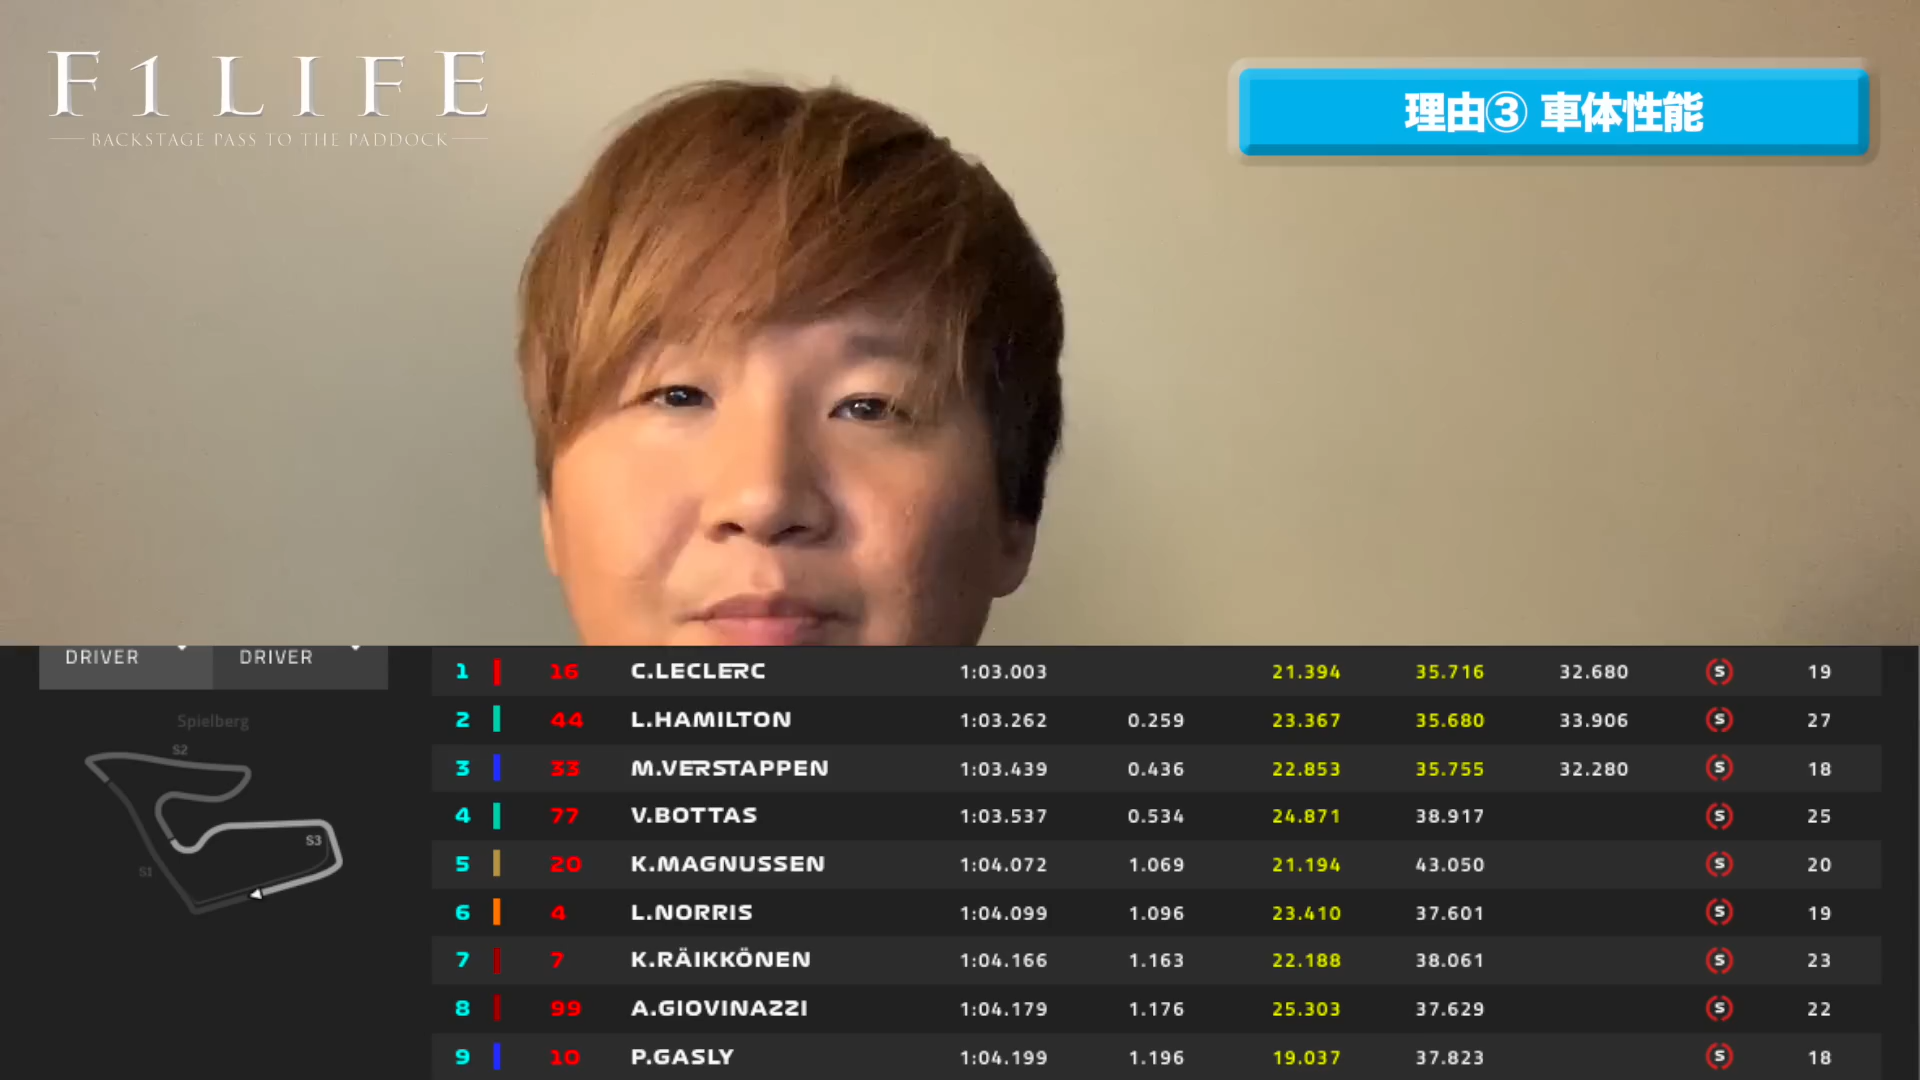 F1LIFE
BACKSTAGE PASS TO THE PADDOCK
理由③ 車体性能
DRIVER DRIVER
Spielberg
S2
S3
S1
1 16 C.LECLERC 1:03.003 21.394 35.716 32.680 S 19
2 44 L.HAMILTON 1:03.262 0.259 23.367 35.680 33.906 S 27
3 33 M.VERSTAPPEN 1:03.439 0.436 22.853 35.755 32.280 S 18
4 77 V.BOTTAS 1:03.537 0.534 24.871 38.917 S 25
5 20 K.MAGNUSSEN 1:04.072 1.069 21.194 43.050 S 20
6 4 L.NORRIS 1:04.099 1.096 23.410 37.601 S 19
7 7 K.RÄIKKÖNEN 1:04.166 1.163 22.188 38.061 S 23
8 99 A.GIOVINAZZI 1:04.179 1.176 25.303 37.629 S 22
9 10 P.GASLY 1:04.199 1.196 19.037 37.823 S 18